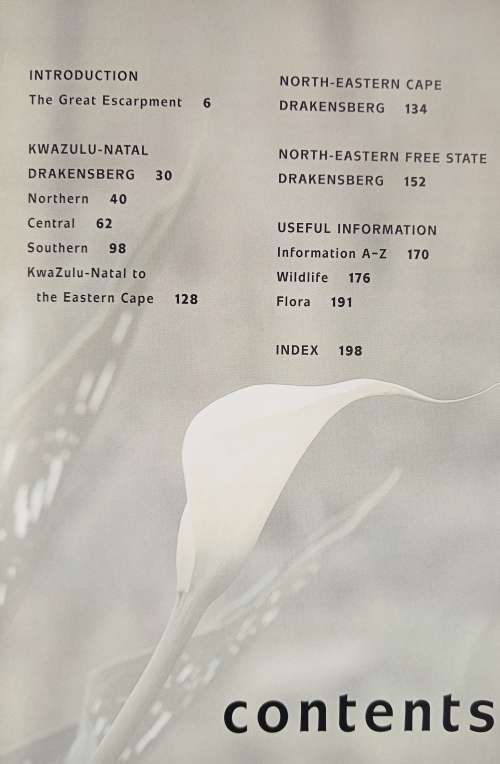 INTRODUCTION
The Great Escarpment 6
KWAZULU-NATAL
DRAKENSBERG 30
Northern 40
Central 62
Southern 98
KwaZulu-Natal to
the Eastern Cape 128
NORTH-EASTERN CAPE
DRAKENSBERG 134
NORTH-EASTERN FREE STATE
DRAKENSBERG 152
USEFUL INFORMATION
Information A–Z 170
Wildlife 176
Flora 191
INDEX 198
contents